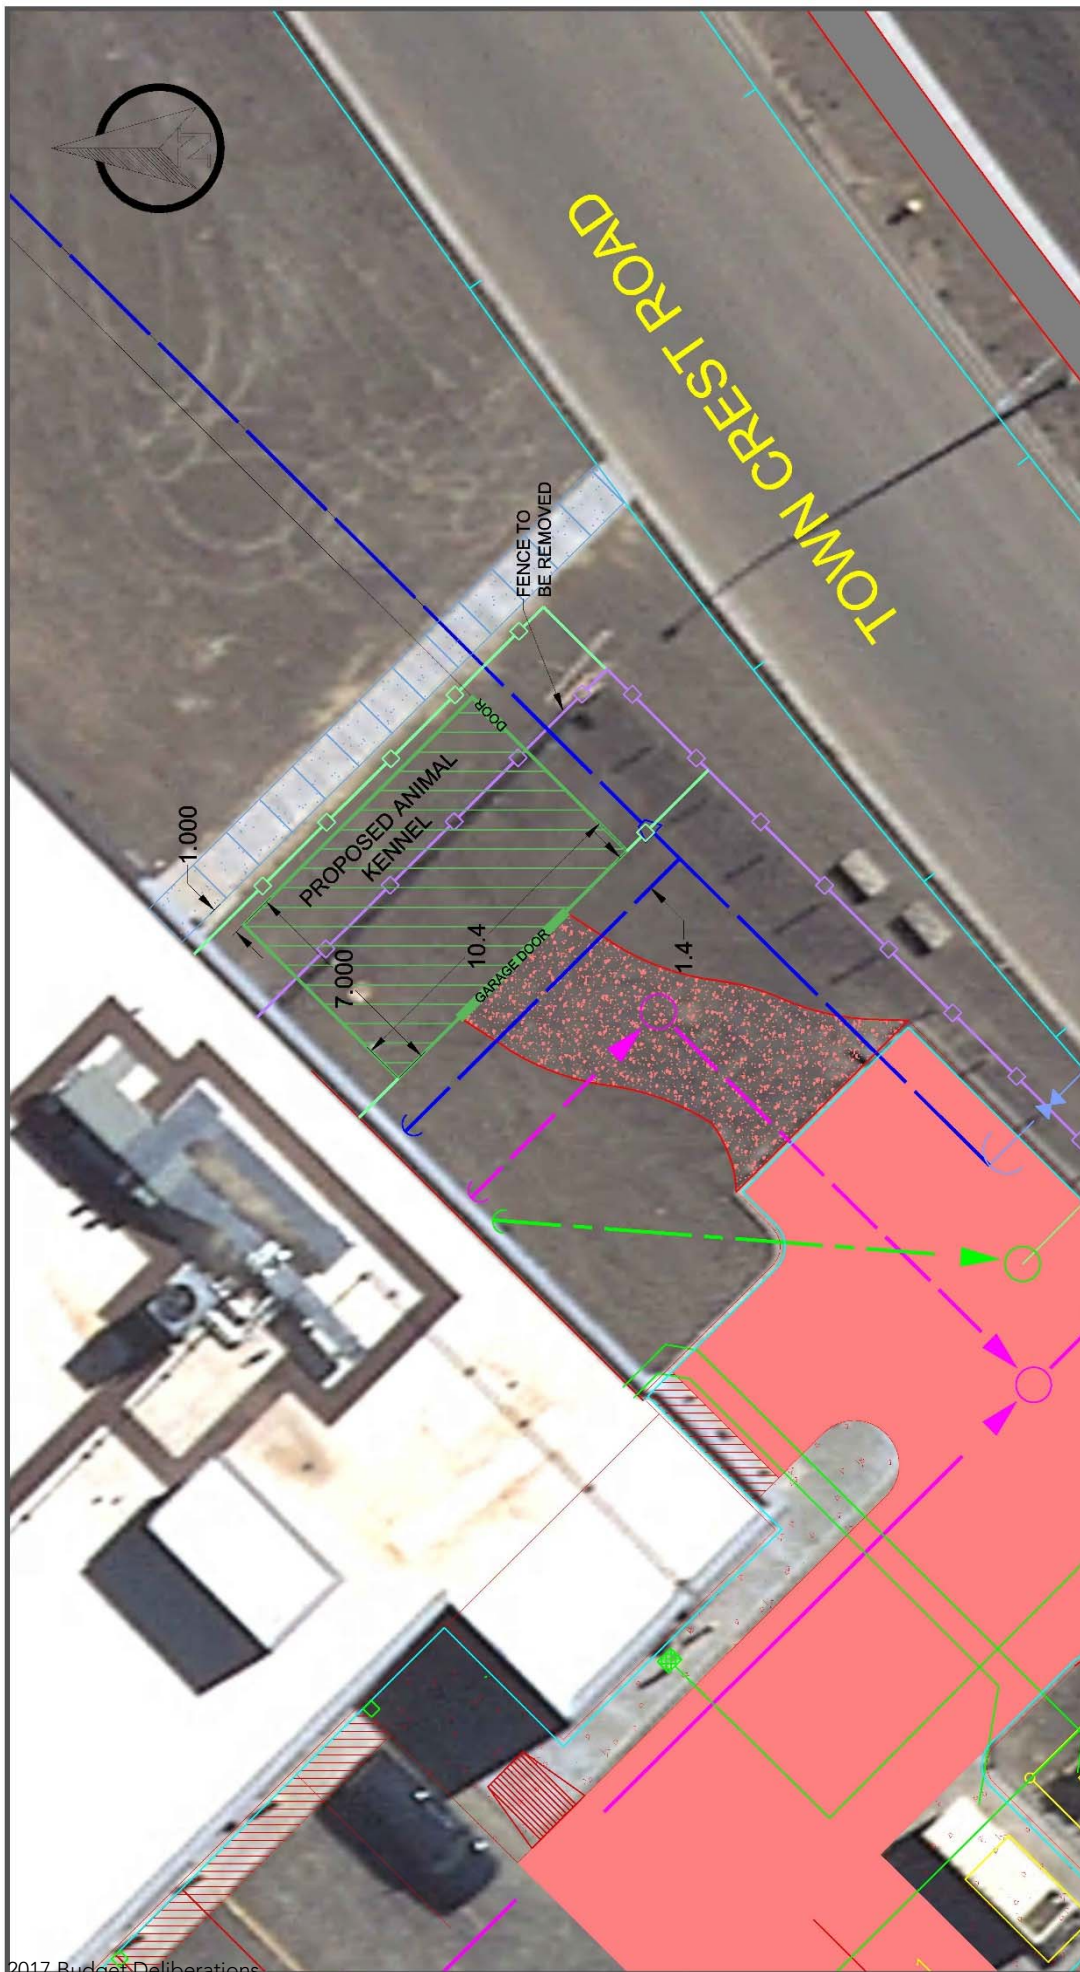 N
TOWN CREST ROAD
FENCE TO
BE REMOVED
DOOR
PROPOSED ANIMAL
KENNEL
1.000
7.000
10.4
GARAGE DOOR
1.4
2017 Budget Deliberations